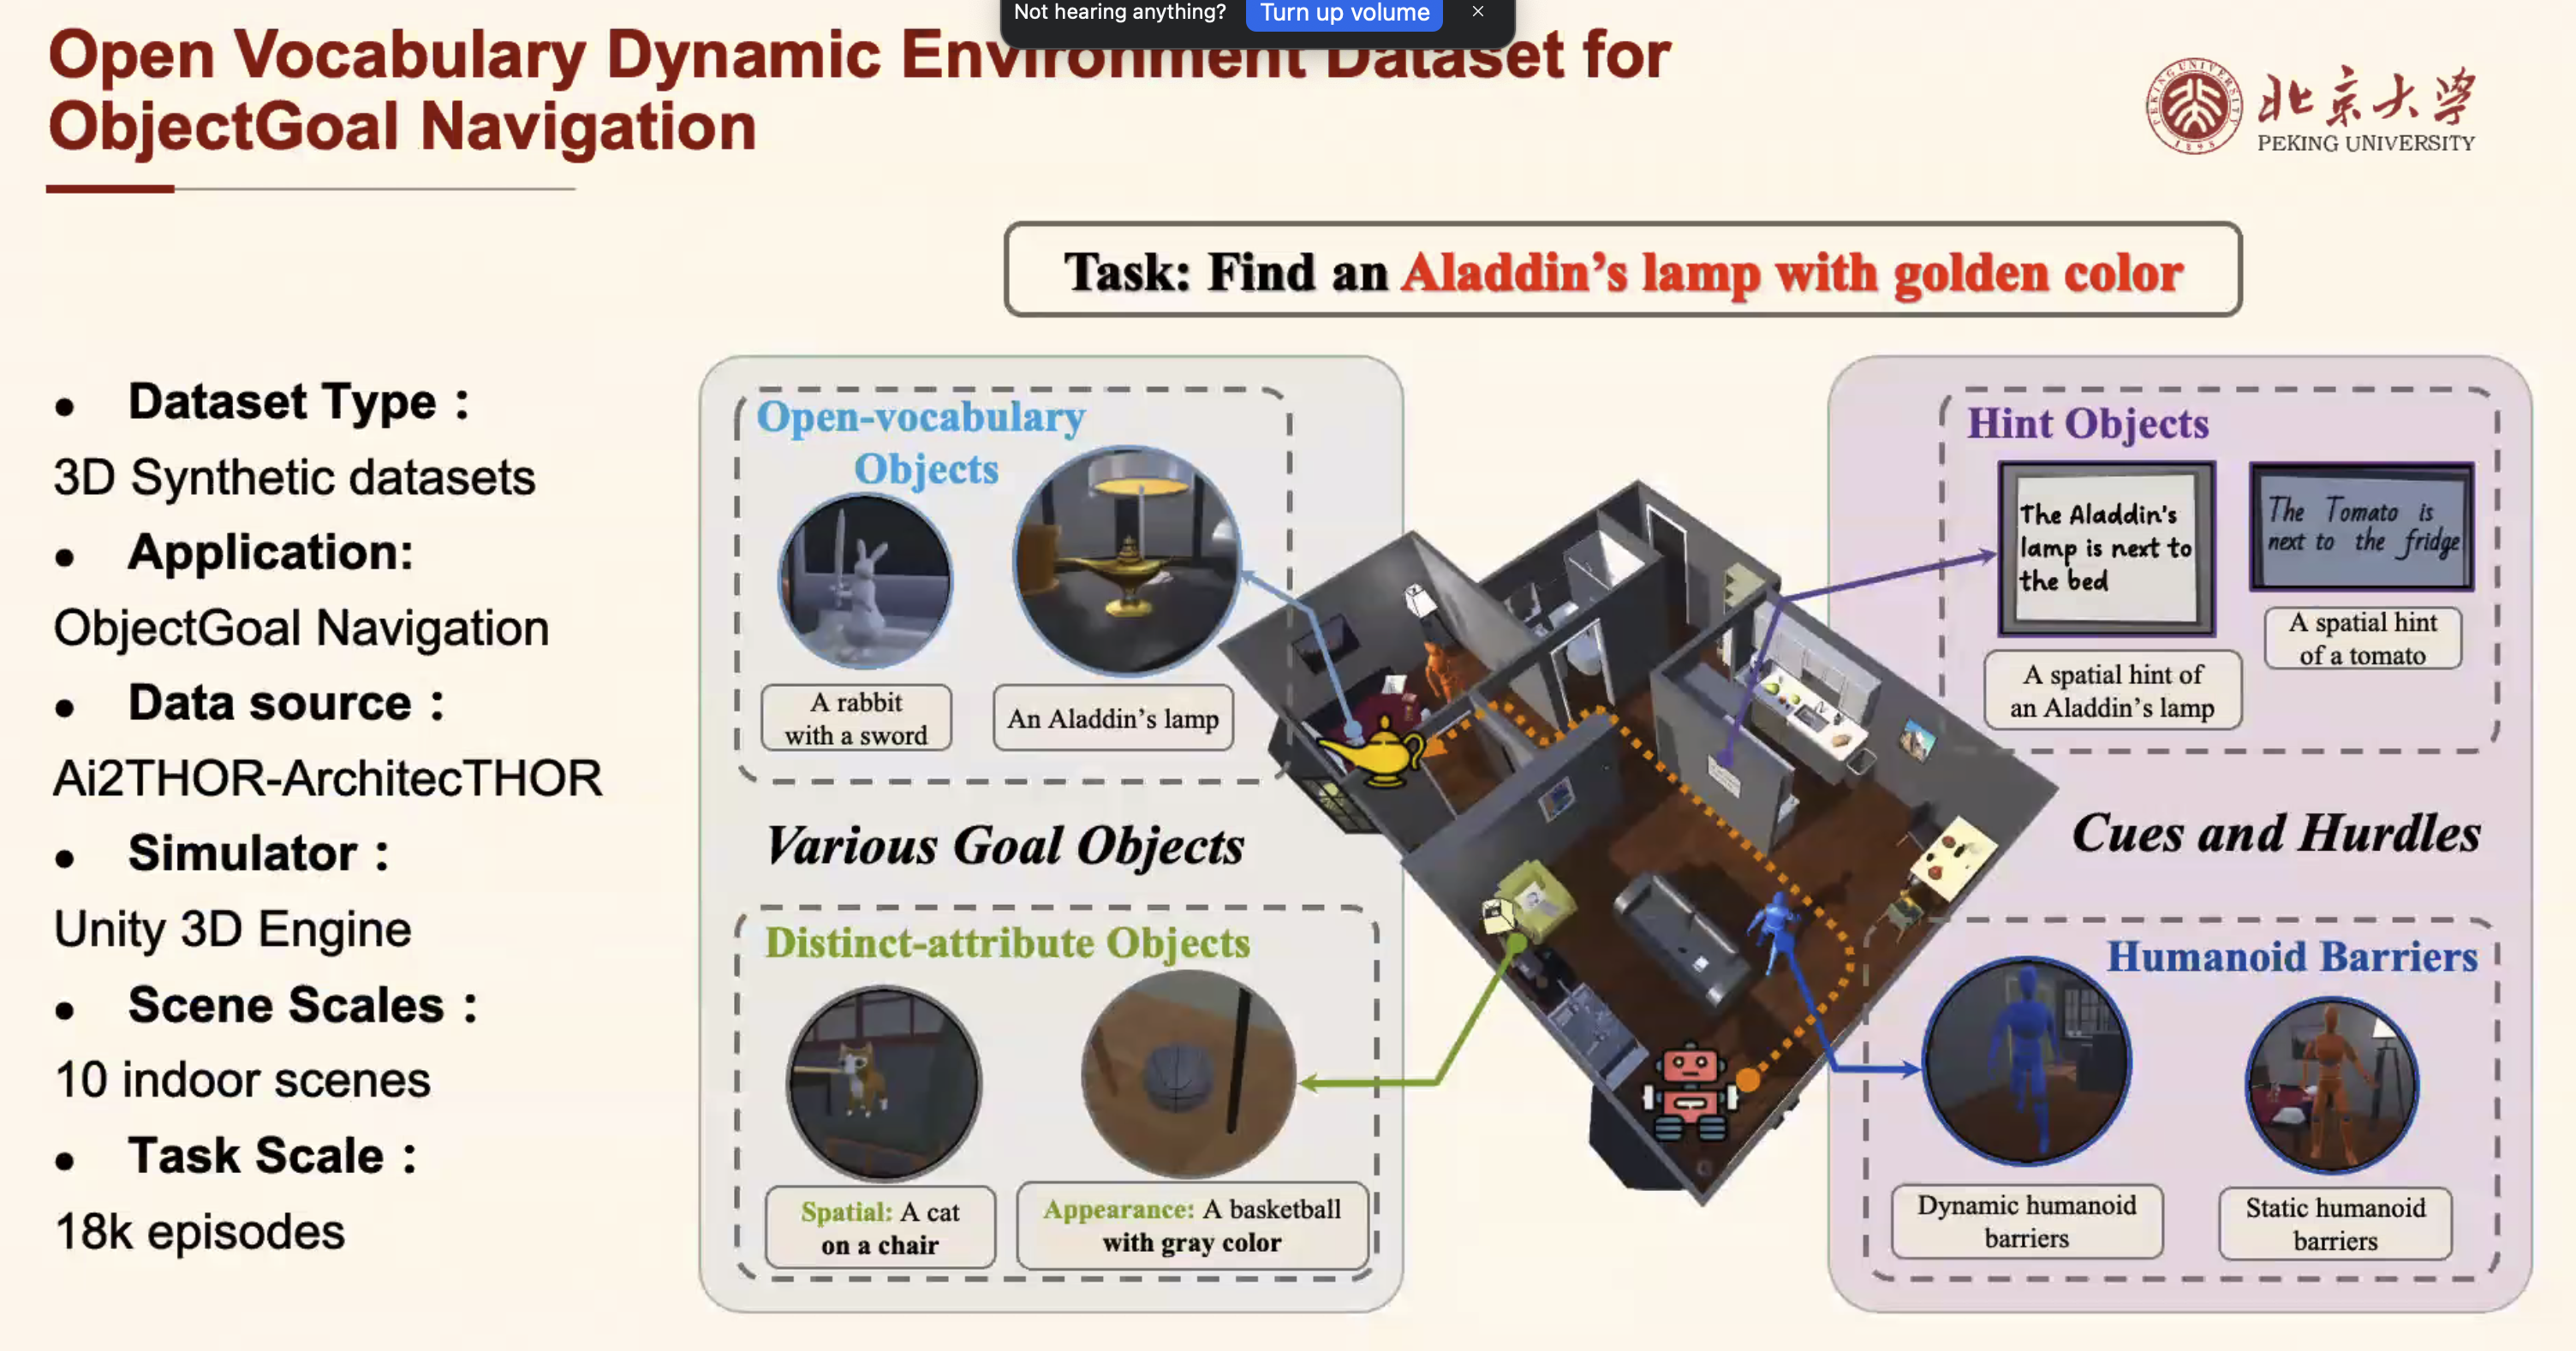 Not hearing anything? Turn up volume ×
Open Vocabulary Dynamic Environment Dataset for
ObjectGoal Navigation
PEKING UNIVERSITY
1898
北京大学
PEKING UNIVERSITY
Task: Find an Aladdin’s lamp with golden color
• Dataset Type：
3D Synthetic datasets
• Application:
ObjectGoal Navigation
• Data source：
Ai2THOR-ArchitecTHOR
• Simulator：
Unity 3D Engine
• Scene Scales：
10 indoor scenes
• Task Scale：
18k episodes
Open-vocabulary
Objects
A rabbit
with a sword
An Aladdin’s lamp
Various Goal Objects
Distinct-attribute Objects
Spatial: A cat
on a chair
Appearance: A basketball
with gray color
Hint Objects
The Aladdin's
lamp is next to
the bed
The Tomato is
next to the fridge
A spatial hint of
an Aladdin’s lamp
A spatial hint
of a tomato
Cues and Hurdles
Humanoid Barriers
Dynamic humanoid
barriers
Static humanoid
barriers